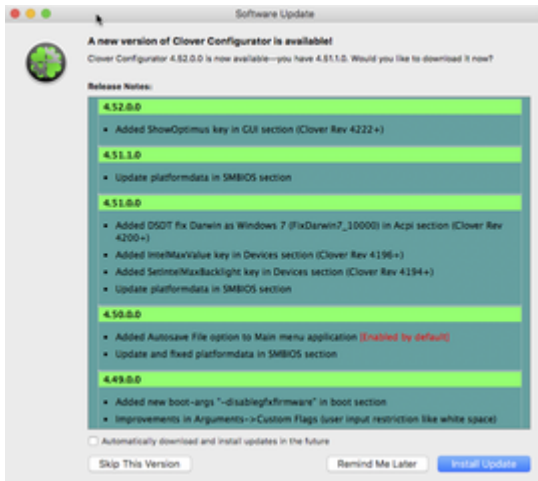 Software Update
A new version of Clover Configurator is available!
Clover Configurator 4.52.0.0 is now available—you have 4.51.1.0. Would you like to download it now?
Release Notes:
4.52.0.0
• Added ShowOptimus key in GUI section (Clover Rev 4222+)
4.51.1.0
• Update platformdata in SMBIOS section
4.51.0.0
• Added DSDT fix Darwin as Windows 7 (FixDarwin7_10000) in Acpi section (Clover Rev
4200+)
• Added IntelMaxValue key in Devices section (Clover Rev 4196+)
• Added SetIntelMaxBacklight key in Devices section (Clover Rev 4194+)
• Update platformdata in SMBIOS section
4.50.0.0
• Added Autosave File option to Main menu application (Enabled by default)
• Update and fixed platformdata in SMBIOS section
4.49.0.0
• Added new boot-args "-disablegfxfirmware" in boot section
• Improvements in Arguments->Custom Flags (user input restriction like white space)
Automatically download and install updates in the future
Skip This Version
Remind Me Later
Install Update